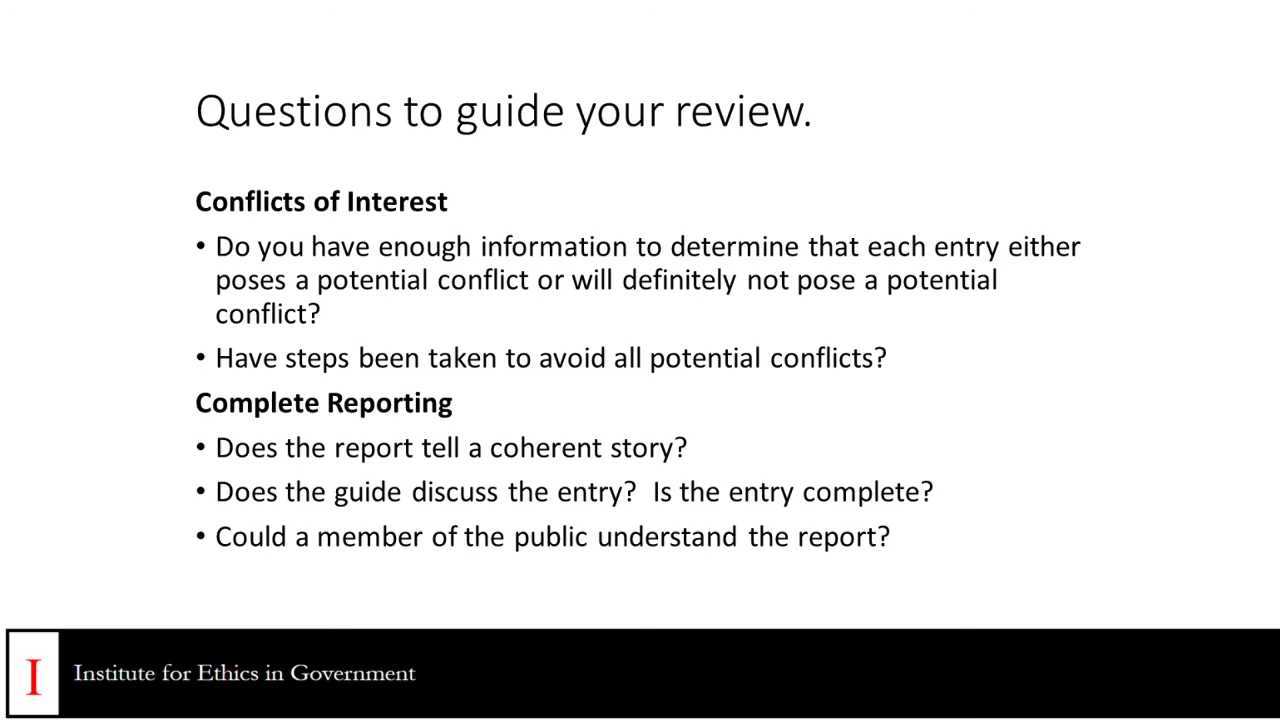 Questions to guide your review.
Conflicts of Interest
• Do you have enough information to determine that each entry either
poses a potential conflict or will definitely not pose a potential
conflict?
• Have steps been taken to avoid all potential conflicts?
Complete Reporting
• Does the report tell a coherent story?
• Does the guide discuss the entry?  Is the entry complete?
• Could a member of the public understand the report?
I
Institute for Ethics in Government